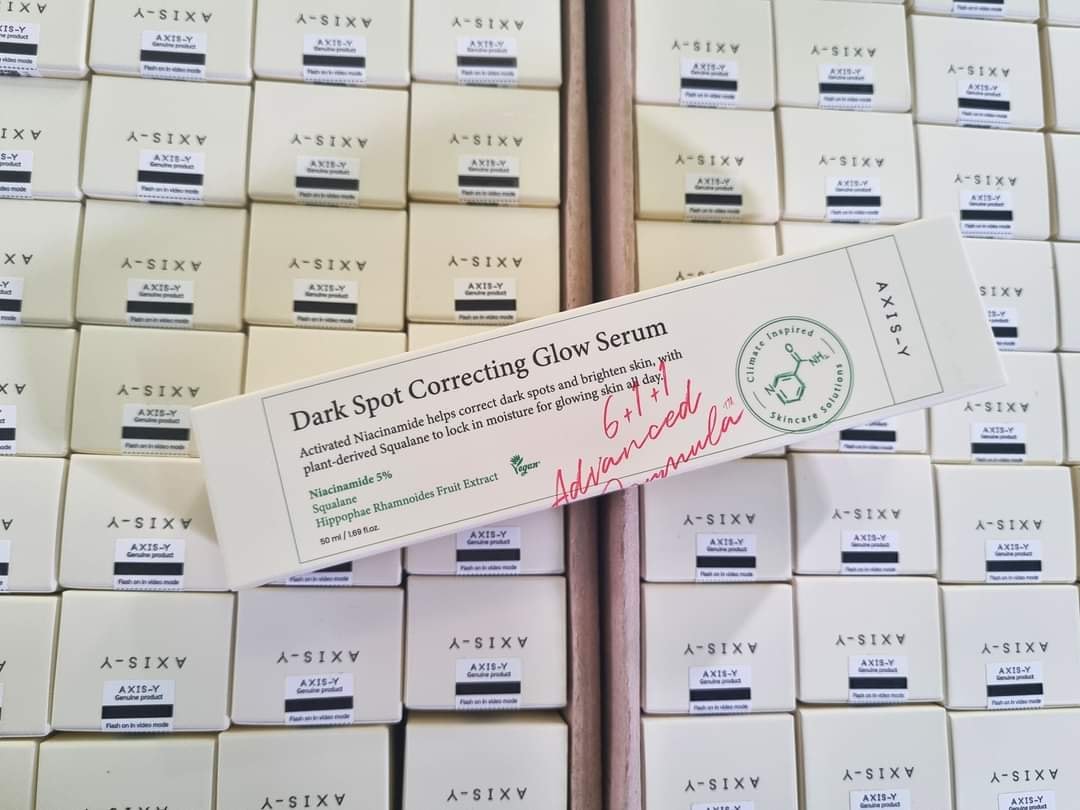 Dark Spot Correcting Glow Serum
Activated Niacinamide helps correct dark spots and brighten skin, with
plant-derived Squalane to lock in moisture for glowing skin all day.
Niacinamide 5%
Squalane
Hippophae Rhamnoides Fruit Extract
Vegan
50 ml / 1.69 fl.oz.
6+1+1
Advanced
Formula™
Climate Inspired
O
NH₂
N
Skincare Solutions
AXIS-Y
AXIS-Y
AXIS-Y
Genuine product
Flash on in video mode